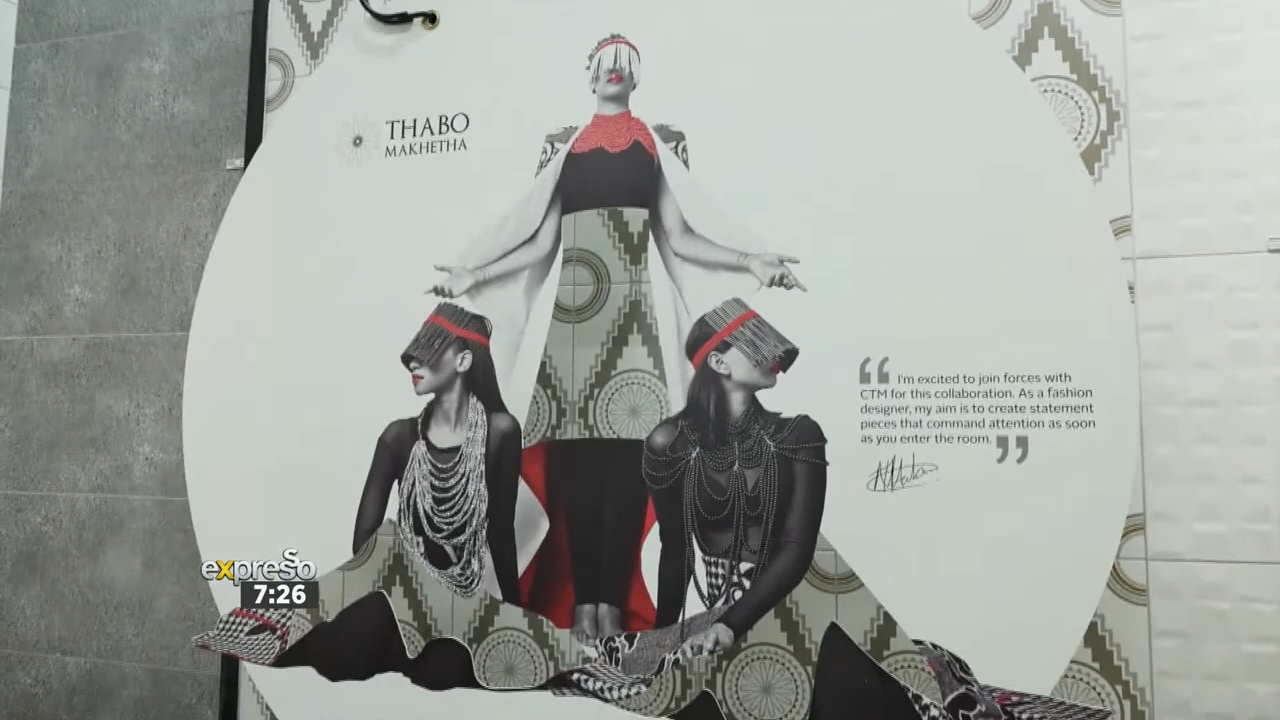 THABO
MAKHETHA
“ I'm excited to join forces with
CTM for this collaboration. As a fashion
designer, my aim is to create statement
pieces that command attention as soon
as you enter the room. ”
expresso
7:26